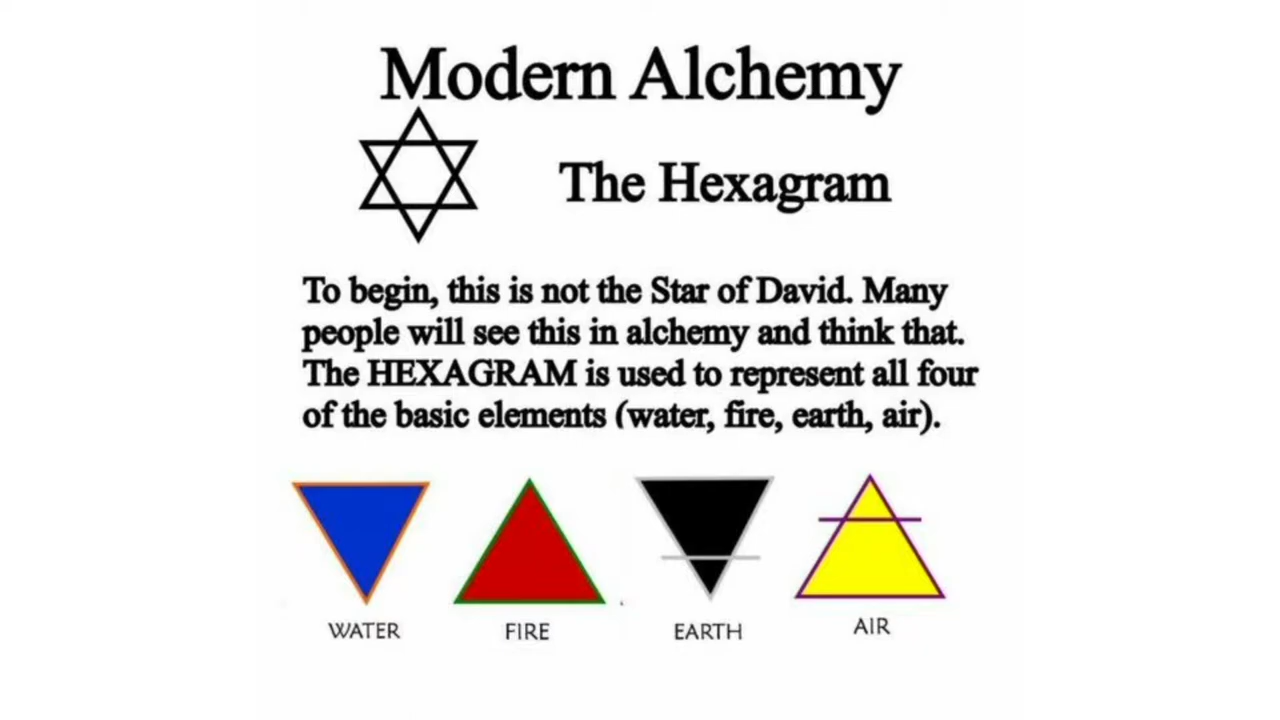 Modern Alchemy
The Hexagram
To begin, this is not the Star of David. Many
people will see this in alchemy and think that.
The HEXAGRAM is used to represent all four
of the basic elements (water, fire, earth, air).
WATER FIRE EARTH AIR